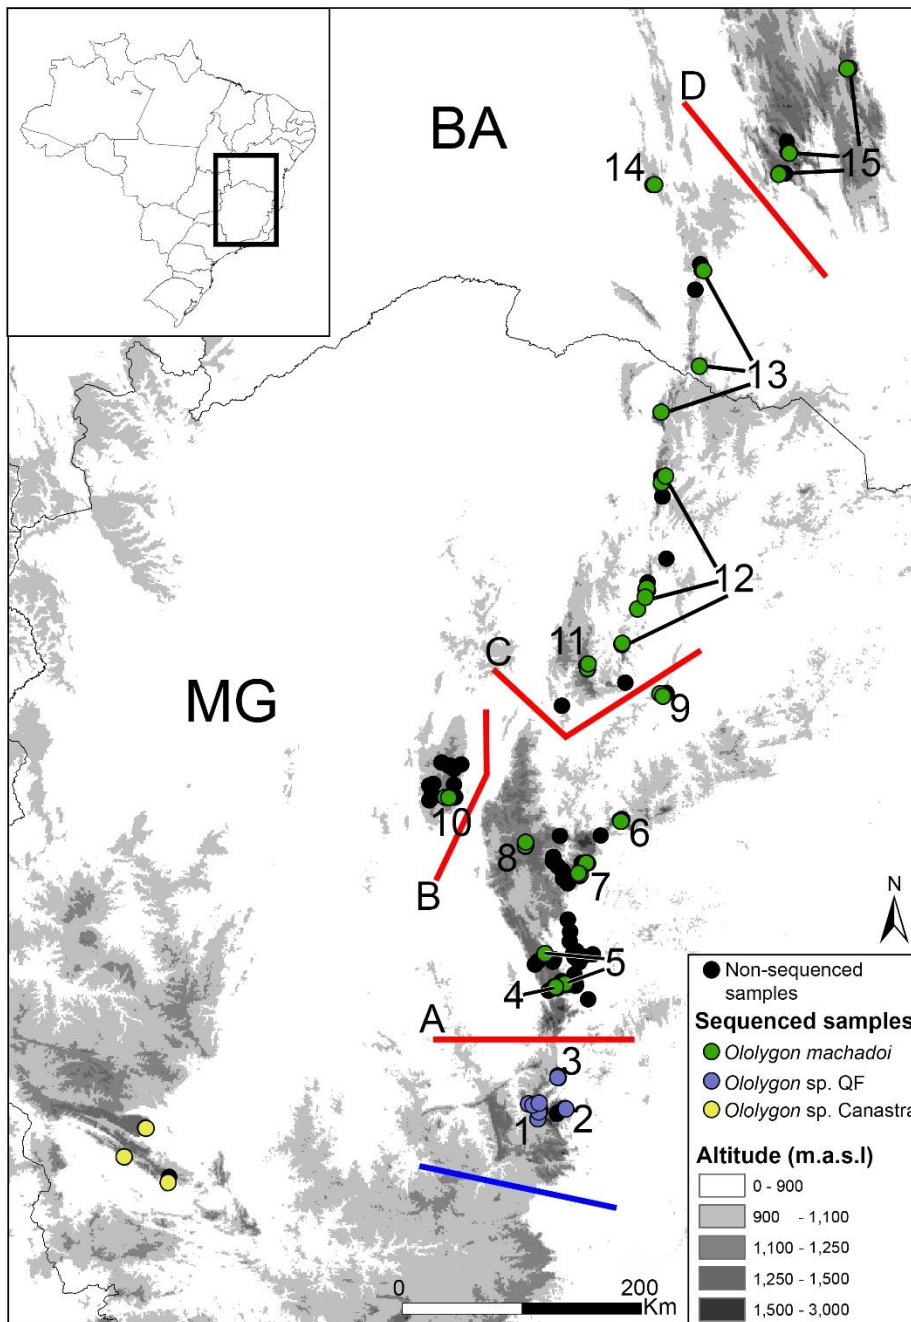 BA
D
14
15
13
12
11
C
MG
9
10
6
8
7
B
N
5
4
A
3
1
2
Non-sequenced
samples
Sequenced samples
Ololygon machadoi
Ololygon sp. QF
Ololygon sp. Canastra
Altitude (m.a.s.l)
0 - 900
900 - 1,100
1,100 - 1,250
1,250 - 1,500
1,500 - 3,000
0 200
Km